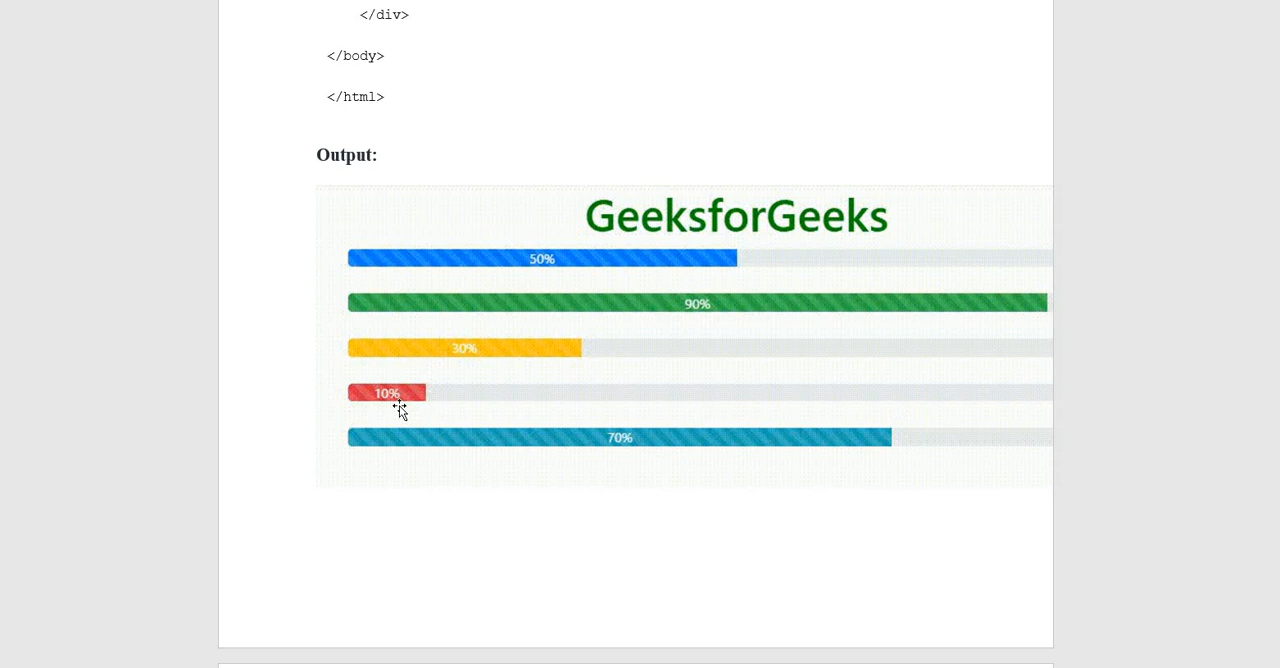 </div>
</body>
</html>
Output:
GeeksforGeeks
50%
90%
30%
10%
70%